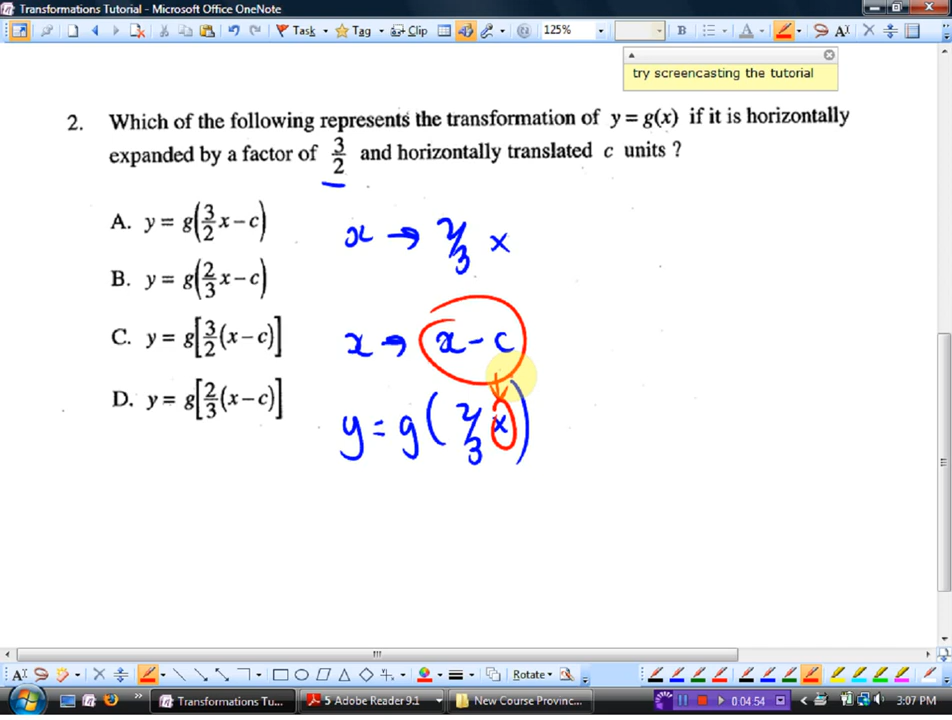 Transformations Tutorial - Microsoft Office OneNote
Task Tag Clip 125% B A
try screencasting the tutorial
2. Which of the following represents the transformation of y = g(x) if it is horizontally
expanded by a factor of 3/2 and horizontally translated c units ?
A. y = g(3/2 x − c)
x → 2/3 x
B. y = g(2/3 x − c)
C. y = g[3/2 (x − c)]
x → x − c
D. y = g[2/3 (x − c)]
y = g(2/3 x)
Rotate
Transformations Tu... 5 Adobe Reader 9.1 New Course Provinc... 00:04:54 3:07 PM